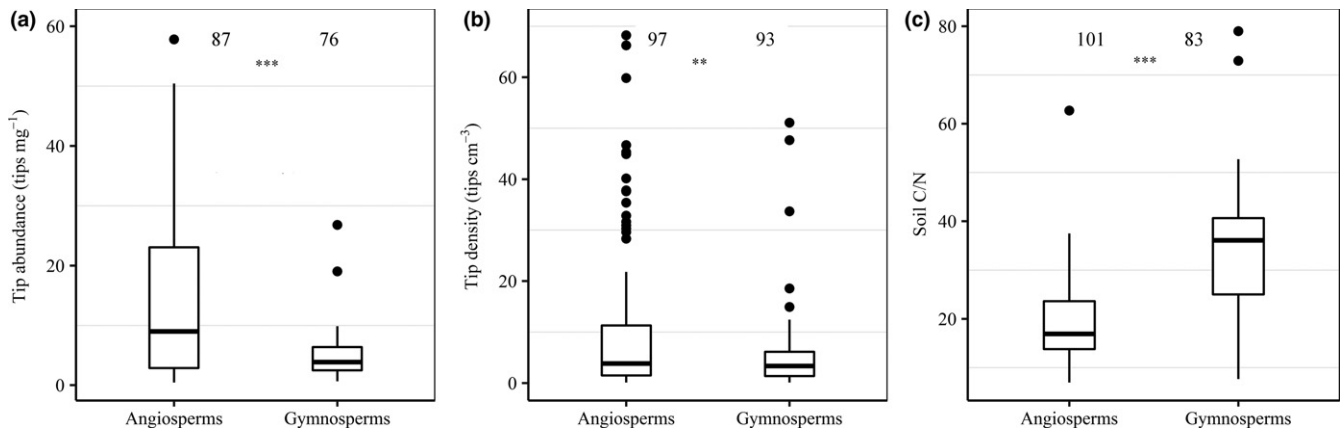 (a)
60
40
20
0
Tip abundance (tips mg−1)
87 76
***
Angiosperms Gymnosperms
(b)
60
40
20
0
Tip density (tips cm−3)
97 93
**
Angiosperms Gymnosperms
(c)
80
60
40
20
Soil C/N
101 83
***
Angiosperms Gymnosperms